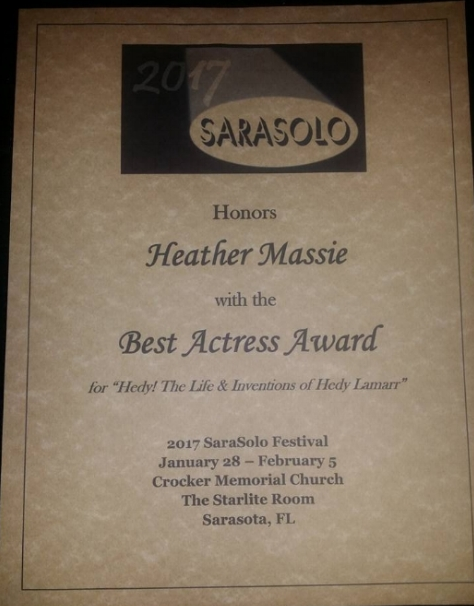 2017
SARASOLO
Honors
Heather Massie
with the
Best Actress Award
for "Hedy! The Life & Inventions of Hedy Lamarr"
2017 SaraSolo Festival
January 28 – February 5
Crocker Memorial Church
The Starlite Room
Sarasota, FL